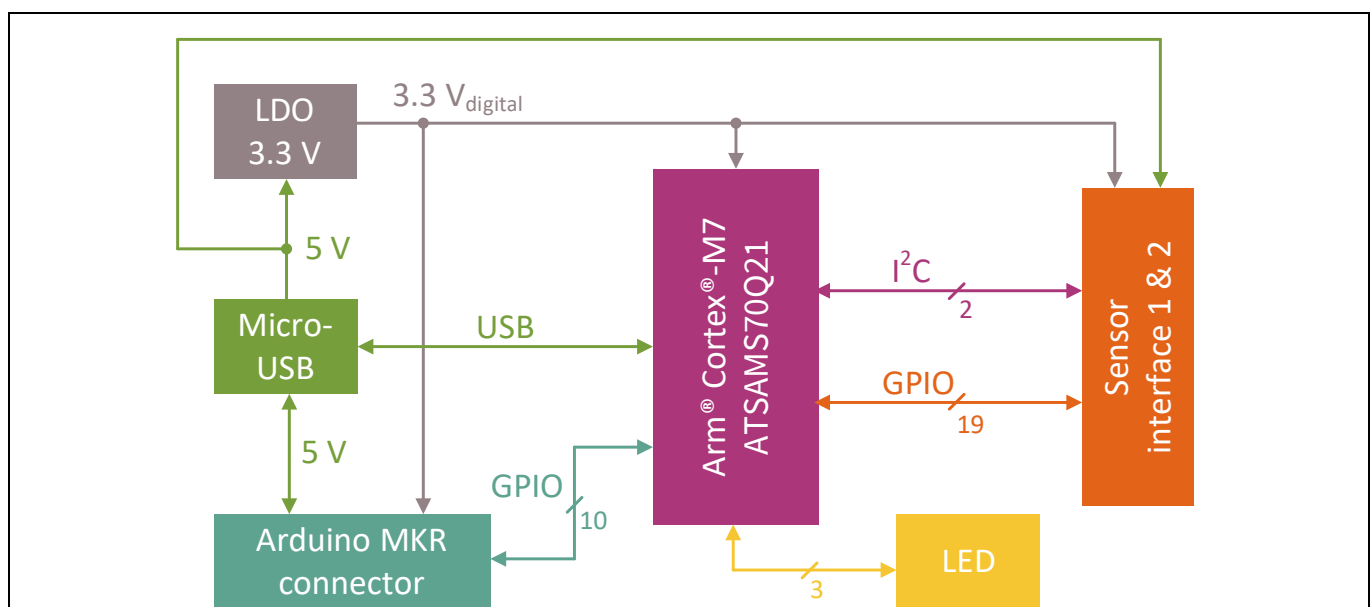 LDO
3.3 V
3.3 Vdigital
5 V
Micro-
USB
USB
5 V
Arduino MKR
connector
GPIO
10
Arm® Cortex®-M7
ATSAMS70Q21
I²C
2
GPIO
19
Sensor
interface 1 & 2
3
LED